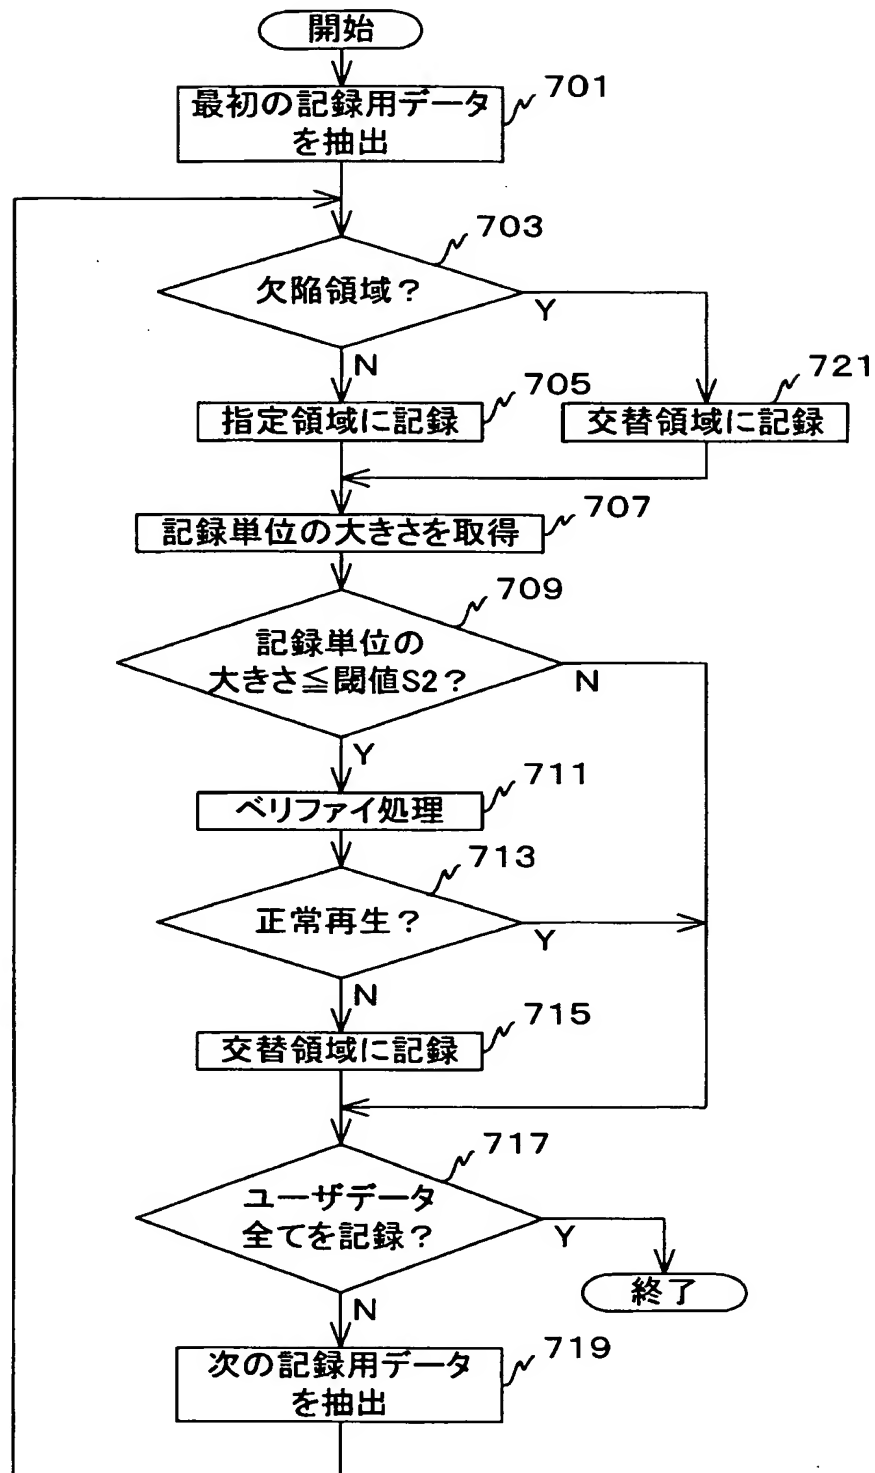 開始
701
最初の記録用データ
を抽出
703
欠陥領域?
Y
N
705
指定領域に記録
721
交替領域に記録
707
記録単位の大きさを取得
709
記録単位の
大きさ≦閾値S2?
N
Y
711
ベリファイ処理
713
正常再生?
Y
N
715
交替領域に記録
717
ユーザデータ
全てを記録?
Y
終了
N
719
次の記録用データ
を抽出